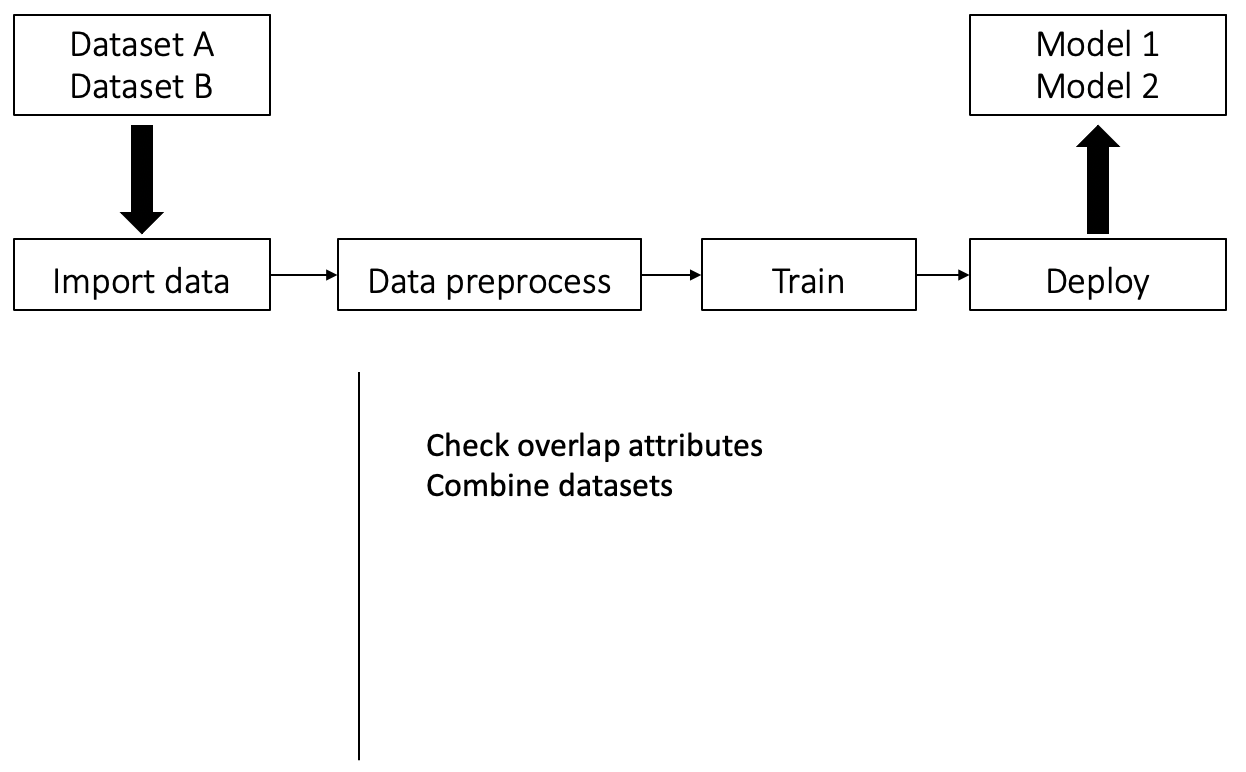 Dataset A
Dataset B
Model 1
Model 2
Import data
Data preprocess
Train
Deploy
Check overlap attributes
Combine datasets